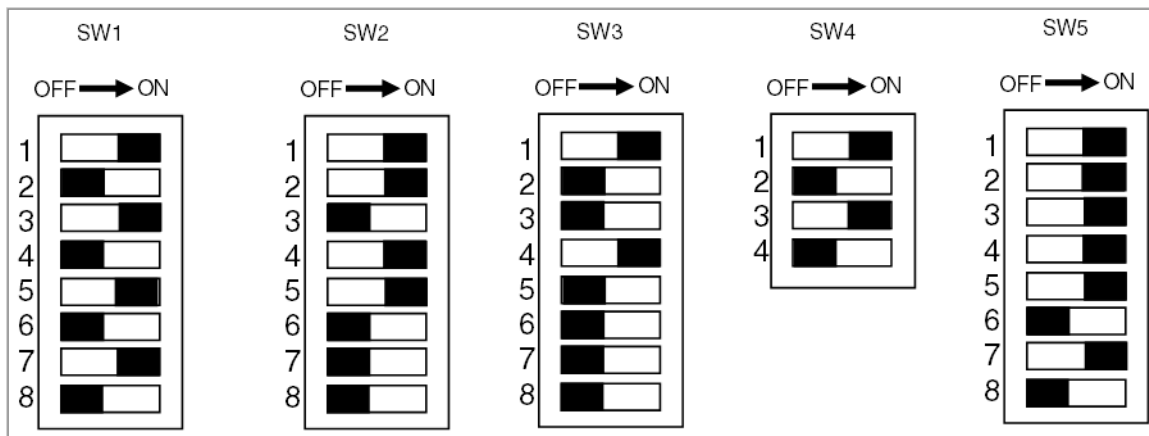 SW1 SW2 SW3 SW4 SW5
OFF ON OFF ON OFF ON OFF ON OFF ON
1 1 1 1 1
2 2 2 2 2
3 3 3 3 3
4 4 4 4 4
5 5 5 5
6 6 6 6
7 7 7 7
8 8 8 8